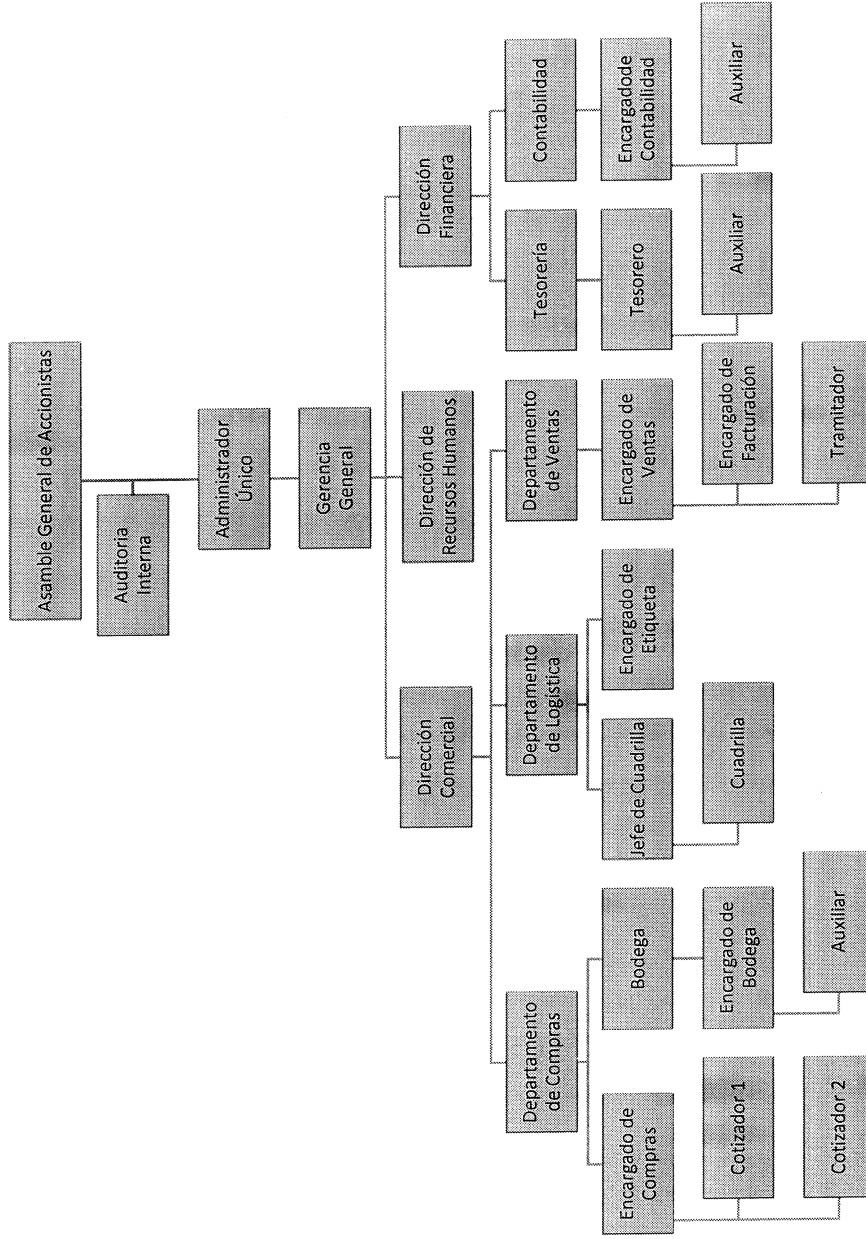 Asamble General de Accionistas
Auditoria
Interna
Administrador
Único
Gerencia
General
Dirección
Comercial
Dirección de
Recursos Humanos
Dirección
Financiera
Departamento
de Compras
Departamento
de Logística
Departamento
de Ventas
Tesorería
Contabilidad
Encargado de
Compras
Bodega
Jefe de Cuadrilla
Encargado de
Etiqueta
Encargado de
Ventas
Tesorero
Encargadode
Contabilidad
Cotizador 1
Encargado de
Bodega
Cuadrilla
Encargado de
Facturación
Auxiliar
Auxiliar
Cotizador 2
Auxiliar
Tramitador